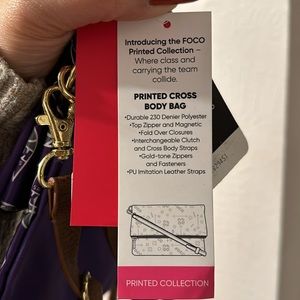 Introducing the FOCO
Printed Collection –
Where class and
carrying the team
collide.
PRINTED CROSS
BODY BAG
•Durable 230 Denier Polyester
•Top Zipper and Magnetic
•Fold Over Closures
•Interchangeable Clutch
and Cross Body Straps
•Gold-tone Zippers
and Fasteners
•PU Imitation Leather Straps
PRINTED COLLECTION